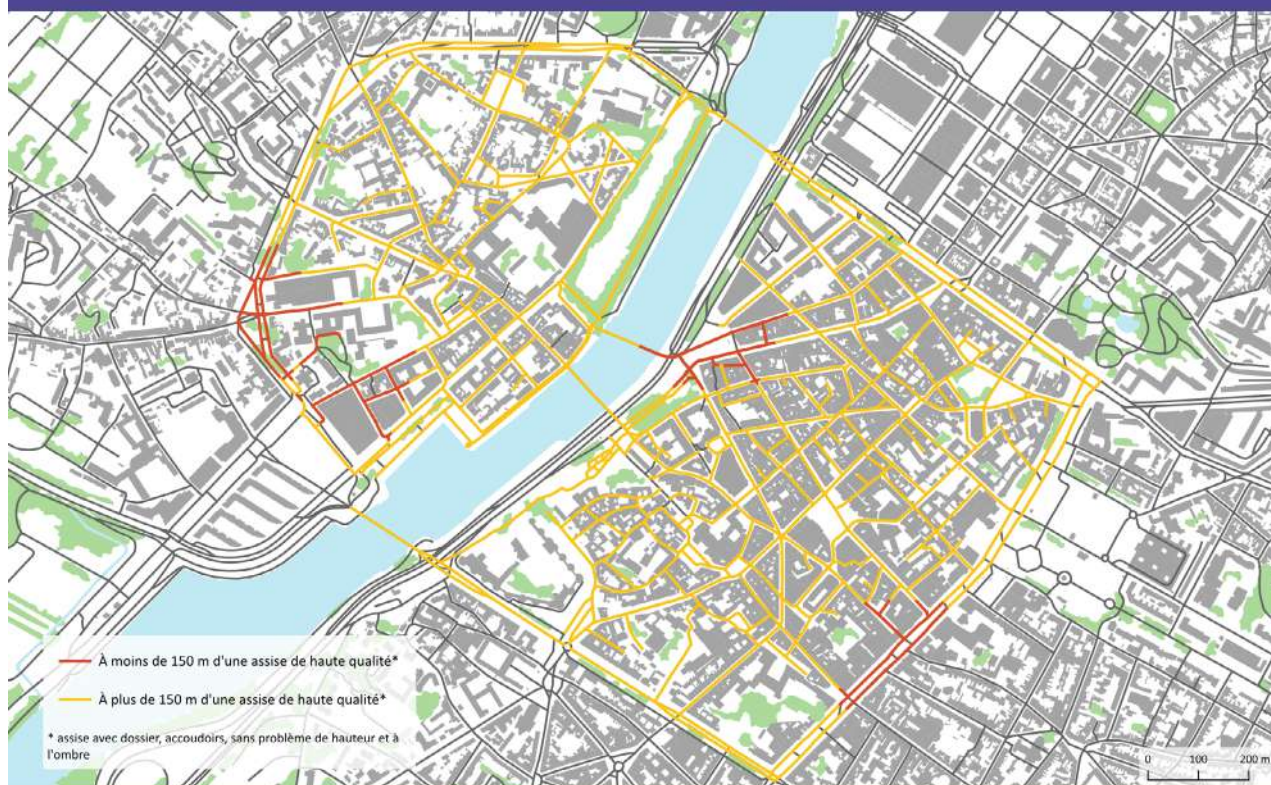 À moins de 150 m d'une assise de haute qualité*
À plus de 150 m d'une assise de haute qualité*
* assise avec dossier, accoudoirs, sans problème de hauteur et à
l'ombre
0 100 200 m